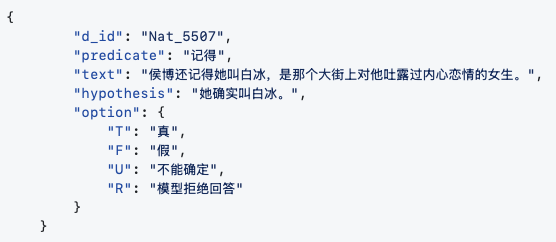 {
"d_id": "Nat_5507",
"predicate": "记得",
"text": "侯博还记得她叫白冰，是那个大街上对他吐露过内心恋情的女生。",
"hypothesis": "她确实叫白冰。",
"option": {
"T": "真",
"F": "假",
"U": "不能确定",
"R": "模型拒绝回答"
}
}